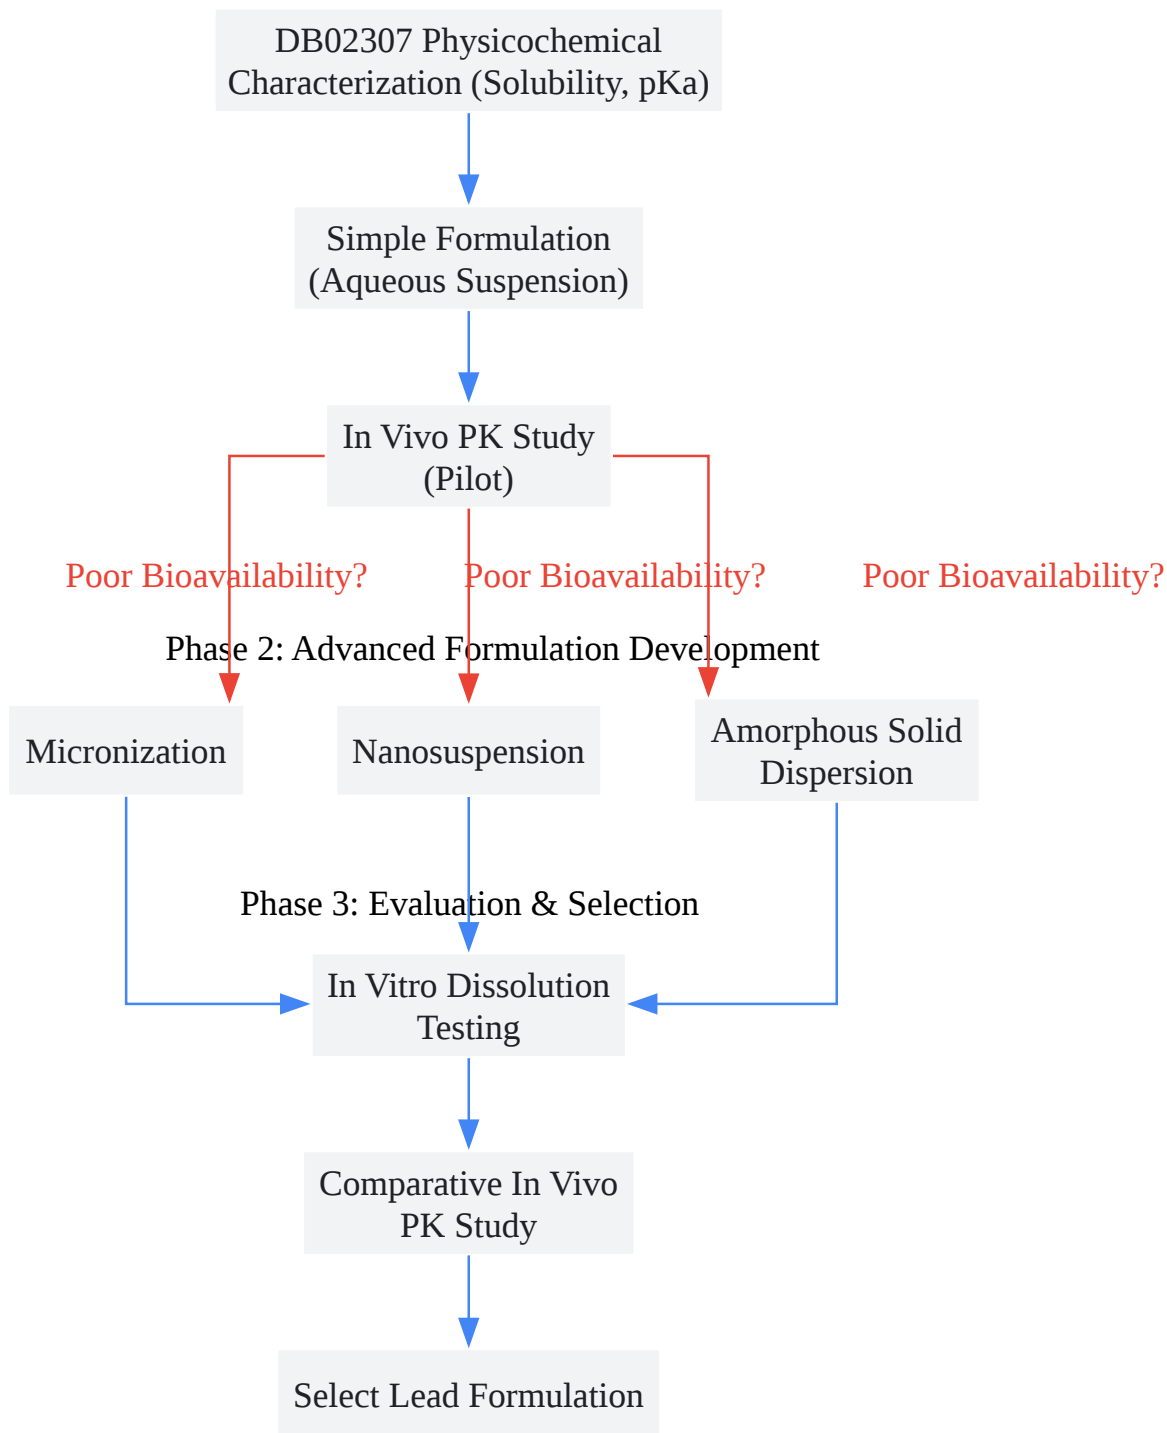 DB02307 Physicochemical
Characterization (Solubility, pKa)
Simple Formulation
(Aqueous Suspension)
In Vivo PK Study
(Pilot)
Poor Bioavailability?
Poor Bioavailability?
Poor Bioavailability?
Phase 2: Advanced Formulation Development
Micronization
Nanosuspension
Amorphous Solid
Dispersion
Phase 3: Evaluation & Selection
In Vitro Dissolution
Testing
Comparative In Vivo
PK Study
Select Lead Formulation